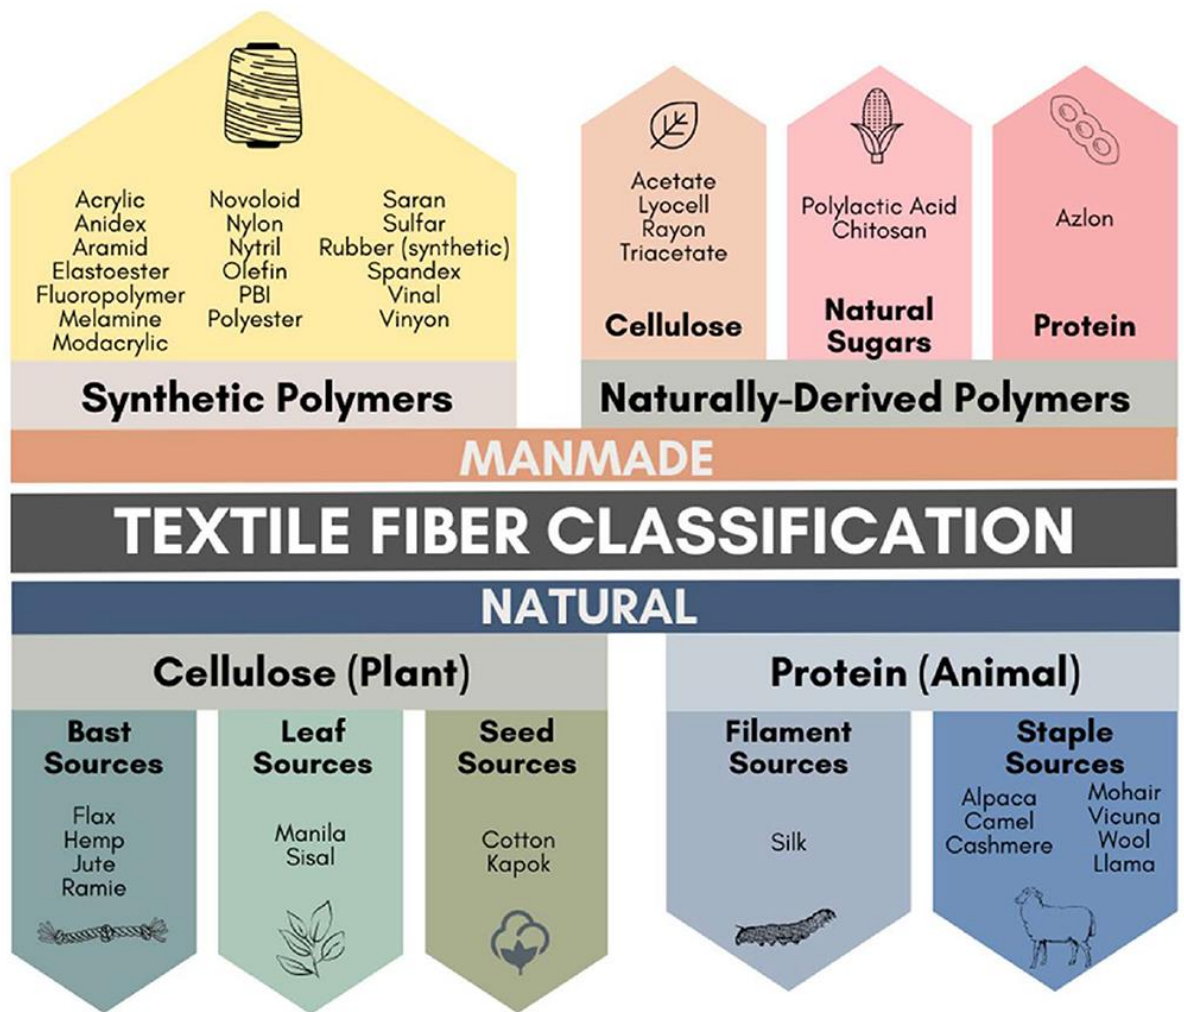 Acrylic
Anidex
Aramid
Elastoester
Fluoropolymer
Melamine
Modacrylic
Novoloid
Nylon
Nytril
Olefin
PBI
Polyester
Saran
Sulfar
Rubber (synthetic)
Spandex
Vinal
Vinyon
Synthetic Polymers
Acetate
Lyocell
Rayon
Triacetate
Cellulose
Polylactic Acid
Chitosan
Natural
Sugars
Azlon
Protein
Naturally-Derived Polymers
MANMADE
TEXTILE FIBER CLASSIFICATION
NATURAL
Cellulose (Plant)
Bast
Sources
Flax
Hemp
Jute
Ramie
Leaf
Sources
Manila
Sisal
Seed
Sources
Cotton
Kapok
Protein (Animal)
Filament
Sources
Silk
Staple
Sources
Alpaca
Camel
Cashmere
Mohair
Vicuna
Wool
Llama